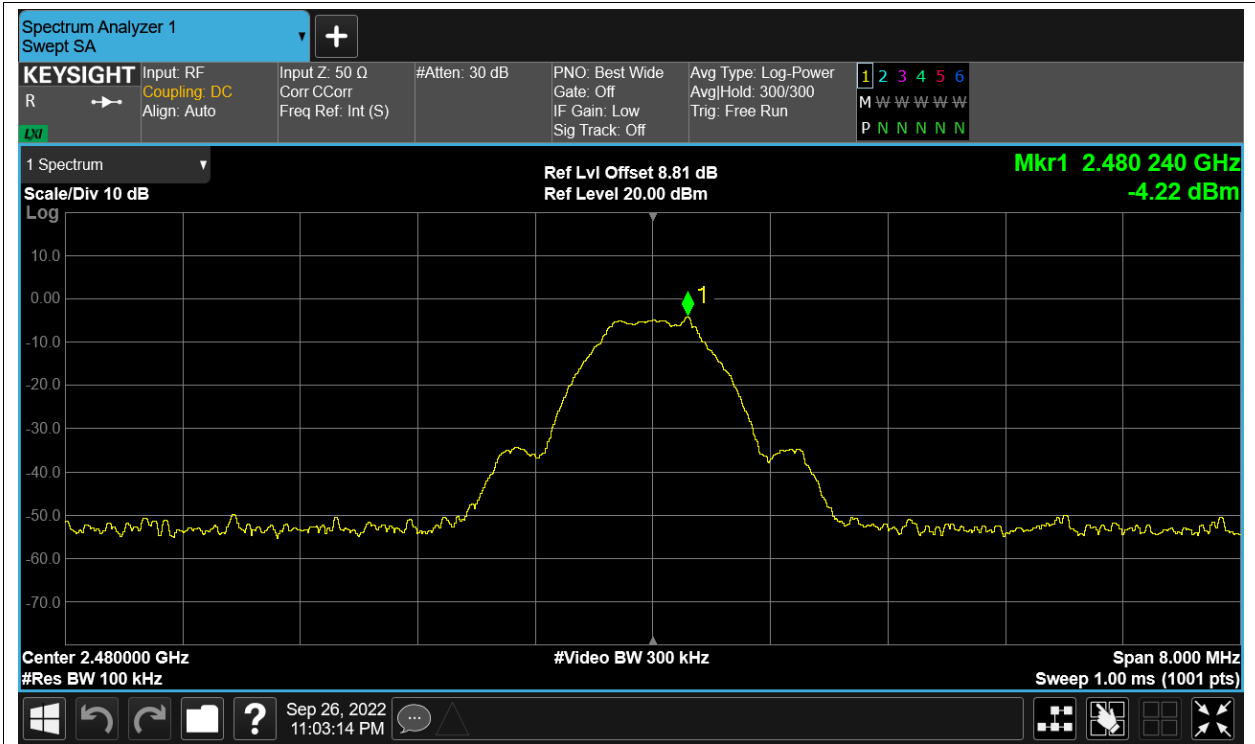 Spectrum Analyzer 1
Swept SA
KEYSIGHT
R
LXI
Input: RF
Coupling: DC
Align: Auto
Input Z: 50 Ω
Corr CCorr
Freq Ref: Int (S)
#Atten: 30 dB
PNO: Best Wide
Gate: Off
IF Gain: Low
Sig Track: Off
Avg Type: Log-Power
Avg|Hold: 300/300
Trig: Free Run
1 2 3 4 5 6
M W W W W W
P N N N N N
1 Spectrum
Scale/Div 10 dB
Log
Ref Lvl Offset 8.81 dB
Ref Level 20.00 dBm
Mkr1 2.480 240 GHz
-4.22 dBm
10.0
0.00
-10.0
-20.0
-30.0
-40.0
-50.0
-60.0
-70.0
1
Center 2.480000 GHz
#Res BW 100 kHz
#Video BW 300 kHz
Span 8.000 MHz
Sweep 1.00 ms (1001 pts)
?
Sep 26, 2022
11:03:14 PM